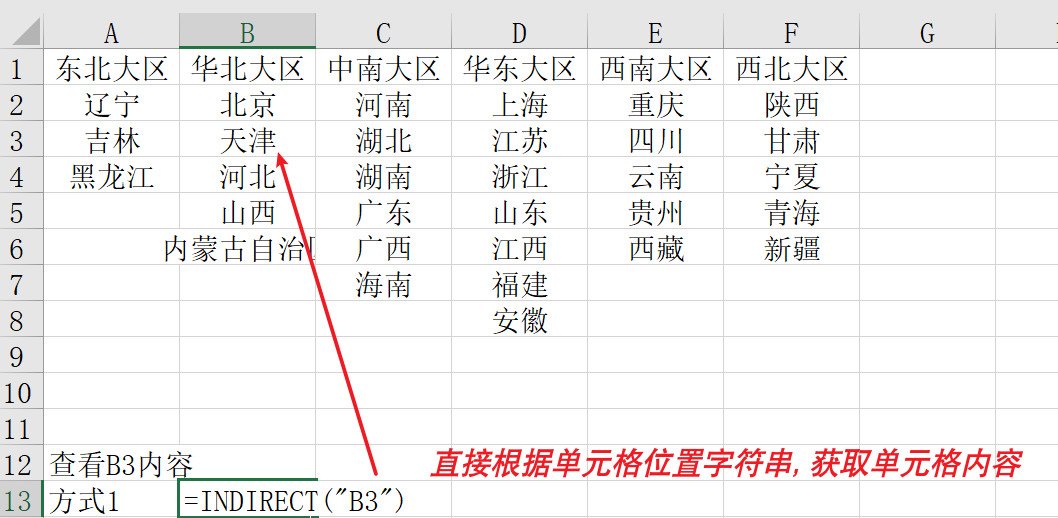 A B C D E F G
1 东北大区 华北大区 中南大区 华东大区 西南大区 西北大区
2 辽宁 北京 河南 上海 重庆 陕西
3 吉林 天津 湖北 江苏 四川 甘肃
4 黑龙江 河北 湖南 浙江 云南 宁夏
5 山西 广东 山东 贵州 青海
6 内蒙古自治 广西 江西 西藏 新疆
7 海南 福建
8 安徽
9
10
11
12 查看B3内容 直接根据单元格位置字符串, 获取单元格内容
13 方式1 =INDIRECT("B3")